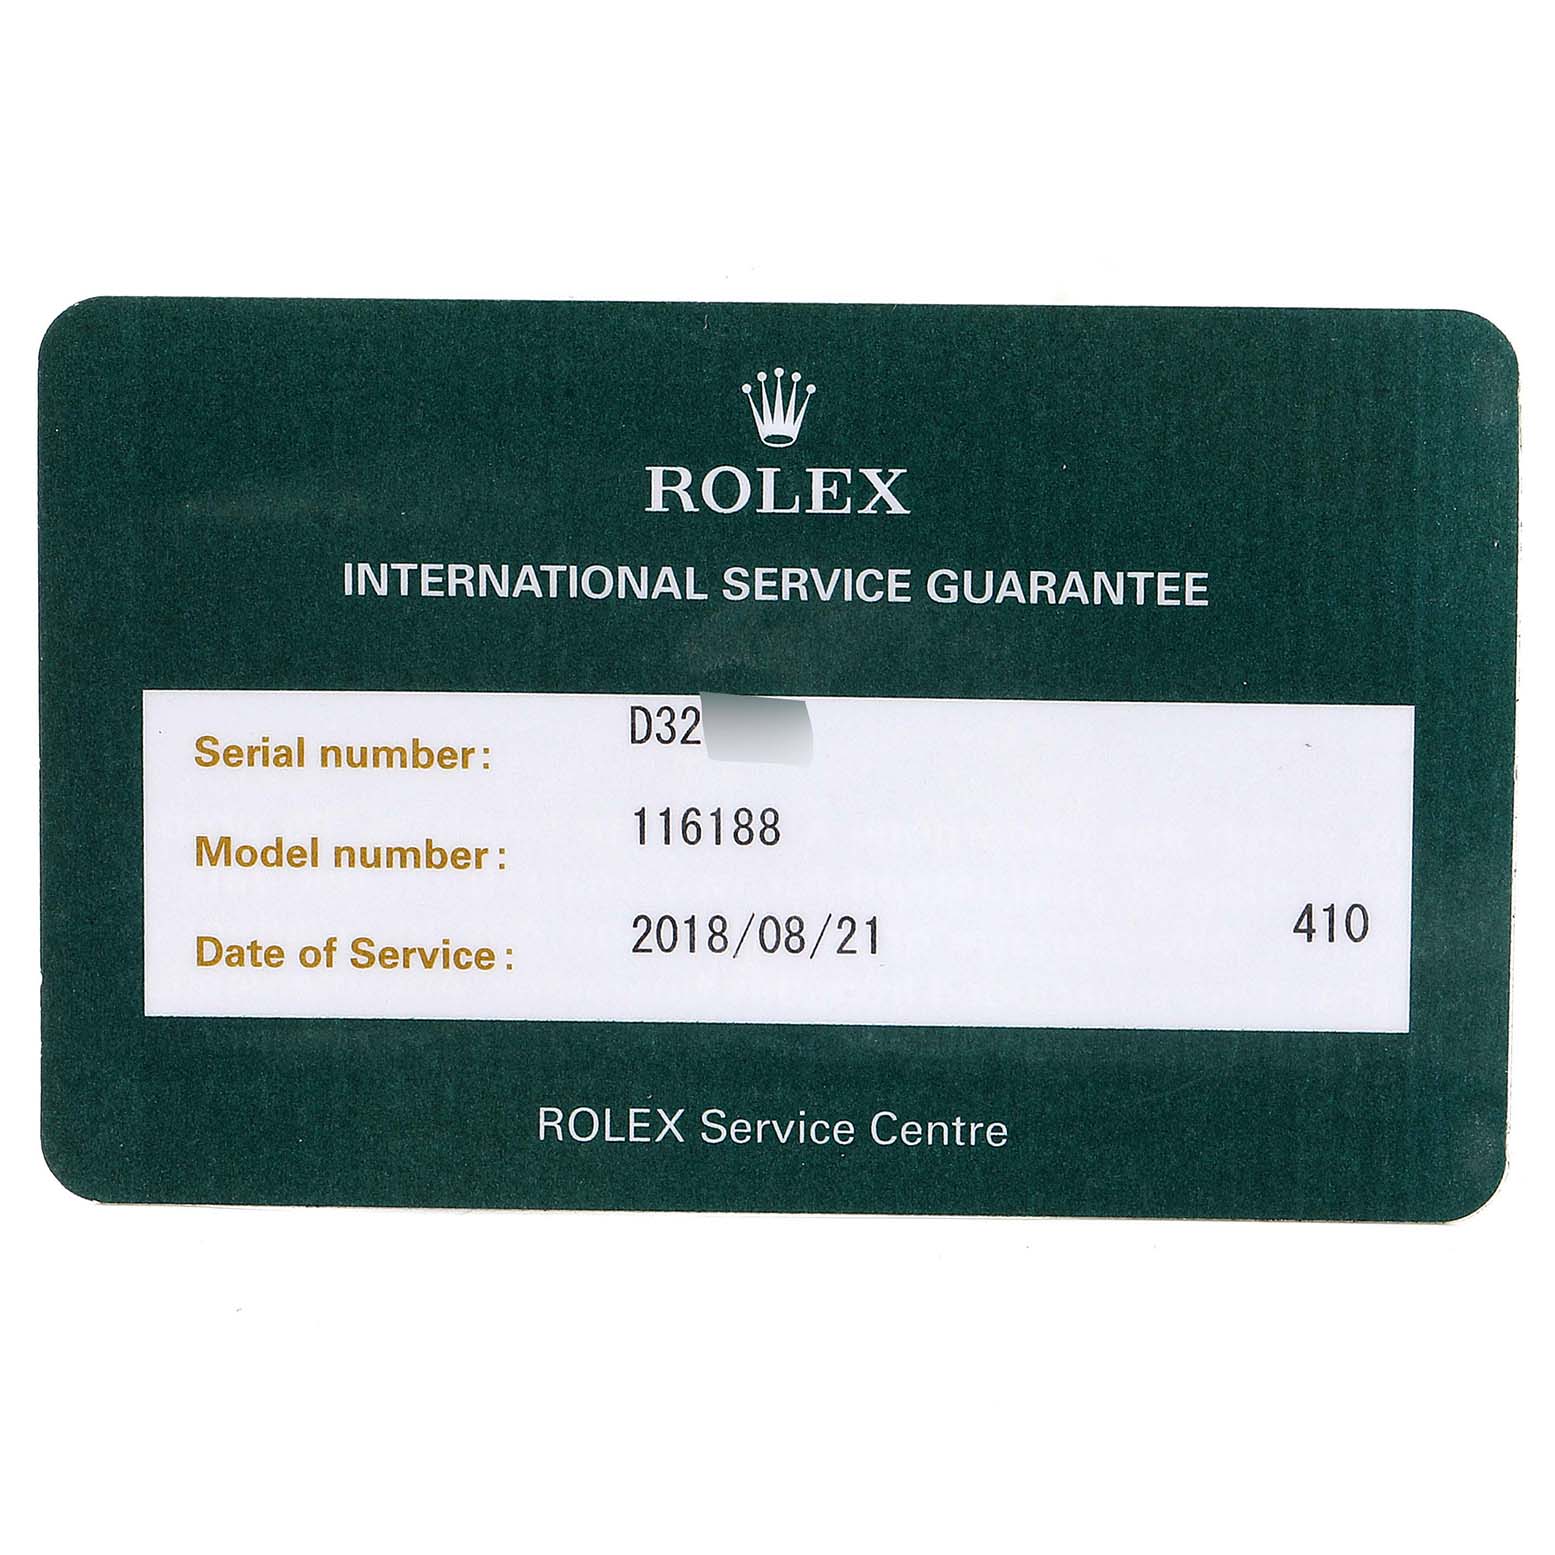 ROLEX
INTERNATIONAL SERVICE GUARANTEE
Serial number: D32
Model number: 116188
Date of Service: 2018/08/21 410
ROLEX Service Centre